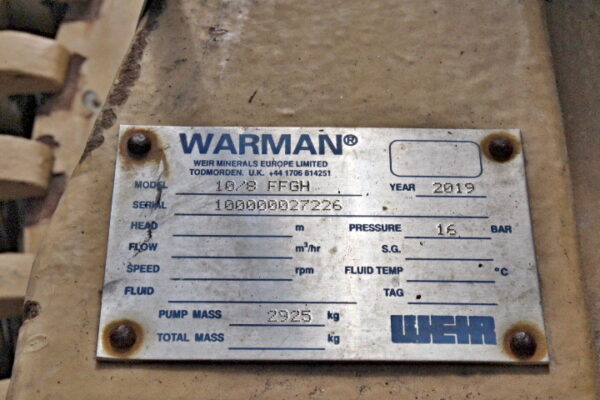 WARMAN®
WEIR MINERALS EUROPE LIMITED
TODMORDEN. U.K. +44 1706 814251
MODEL 10/8 FFGH YEAR 2019
SERIAL 100000027226
HEAD m PRESSURE 16 BAR
FLOW m³/hr S.G.
SPEED rpm FLUID TEMP °C
FLUID TAG
PUMP MASS 2925 kg WEIR
TOTAL MASS kg